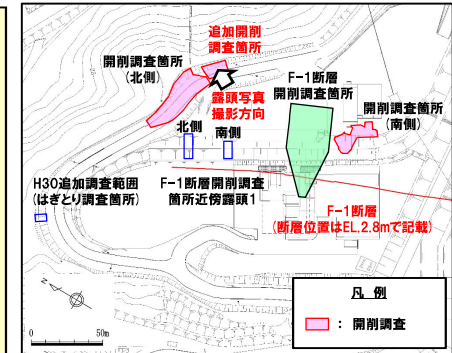 追加開削
調査箇所
開削調査箇所
(北側)
F-1断層
開削調査箇所
露頭写真
撮影方向
開削調査箇所
(南側)
北側
南側
H30追加調査範囲
(はぎとり調査箇所)
F-1断層開削調査
箇所近傍露頭1
F-1断層
(断層位置はEL.2.8mで記載)
N
0 50m
凡 例
： 開削調査